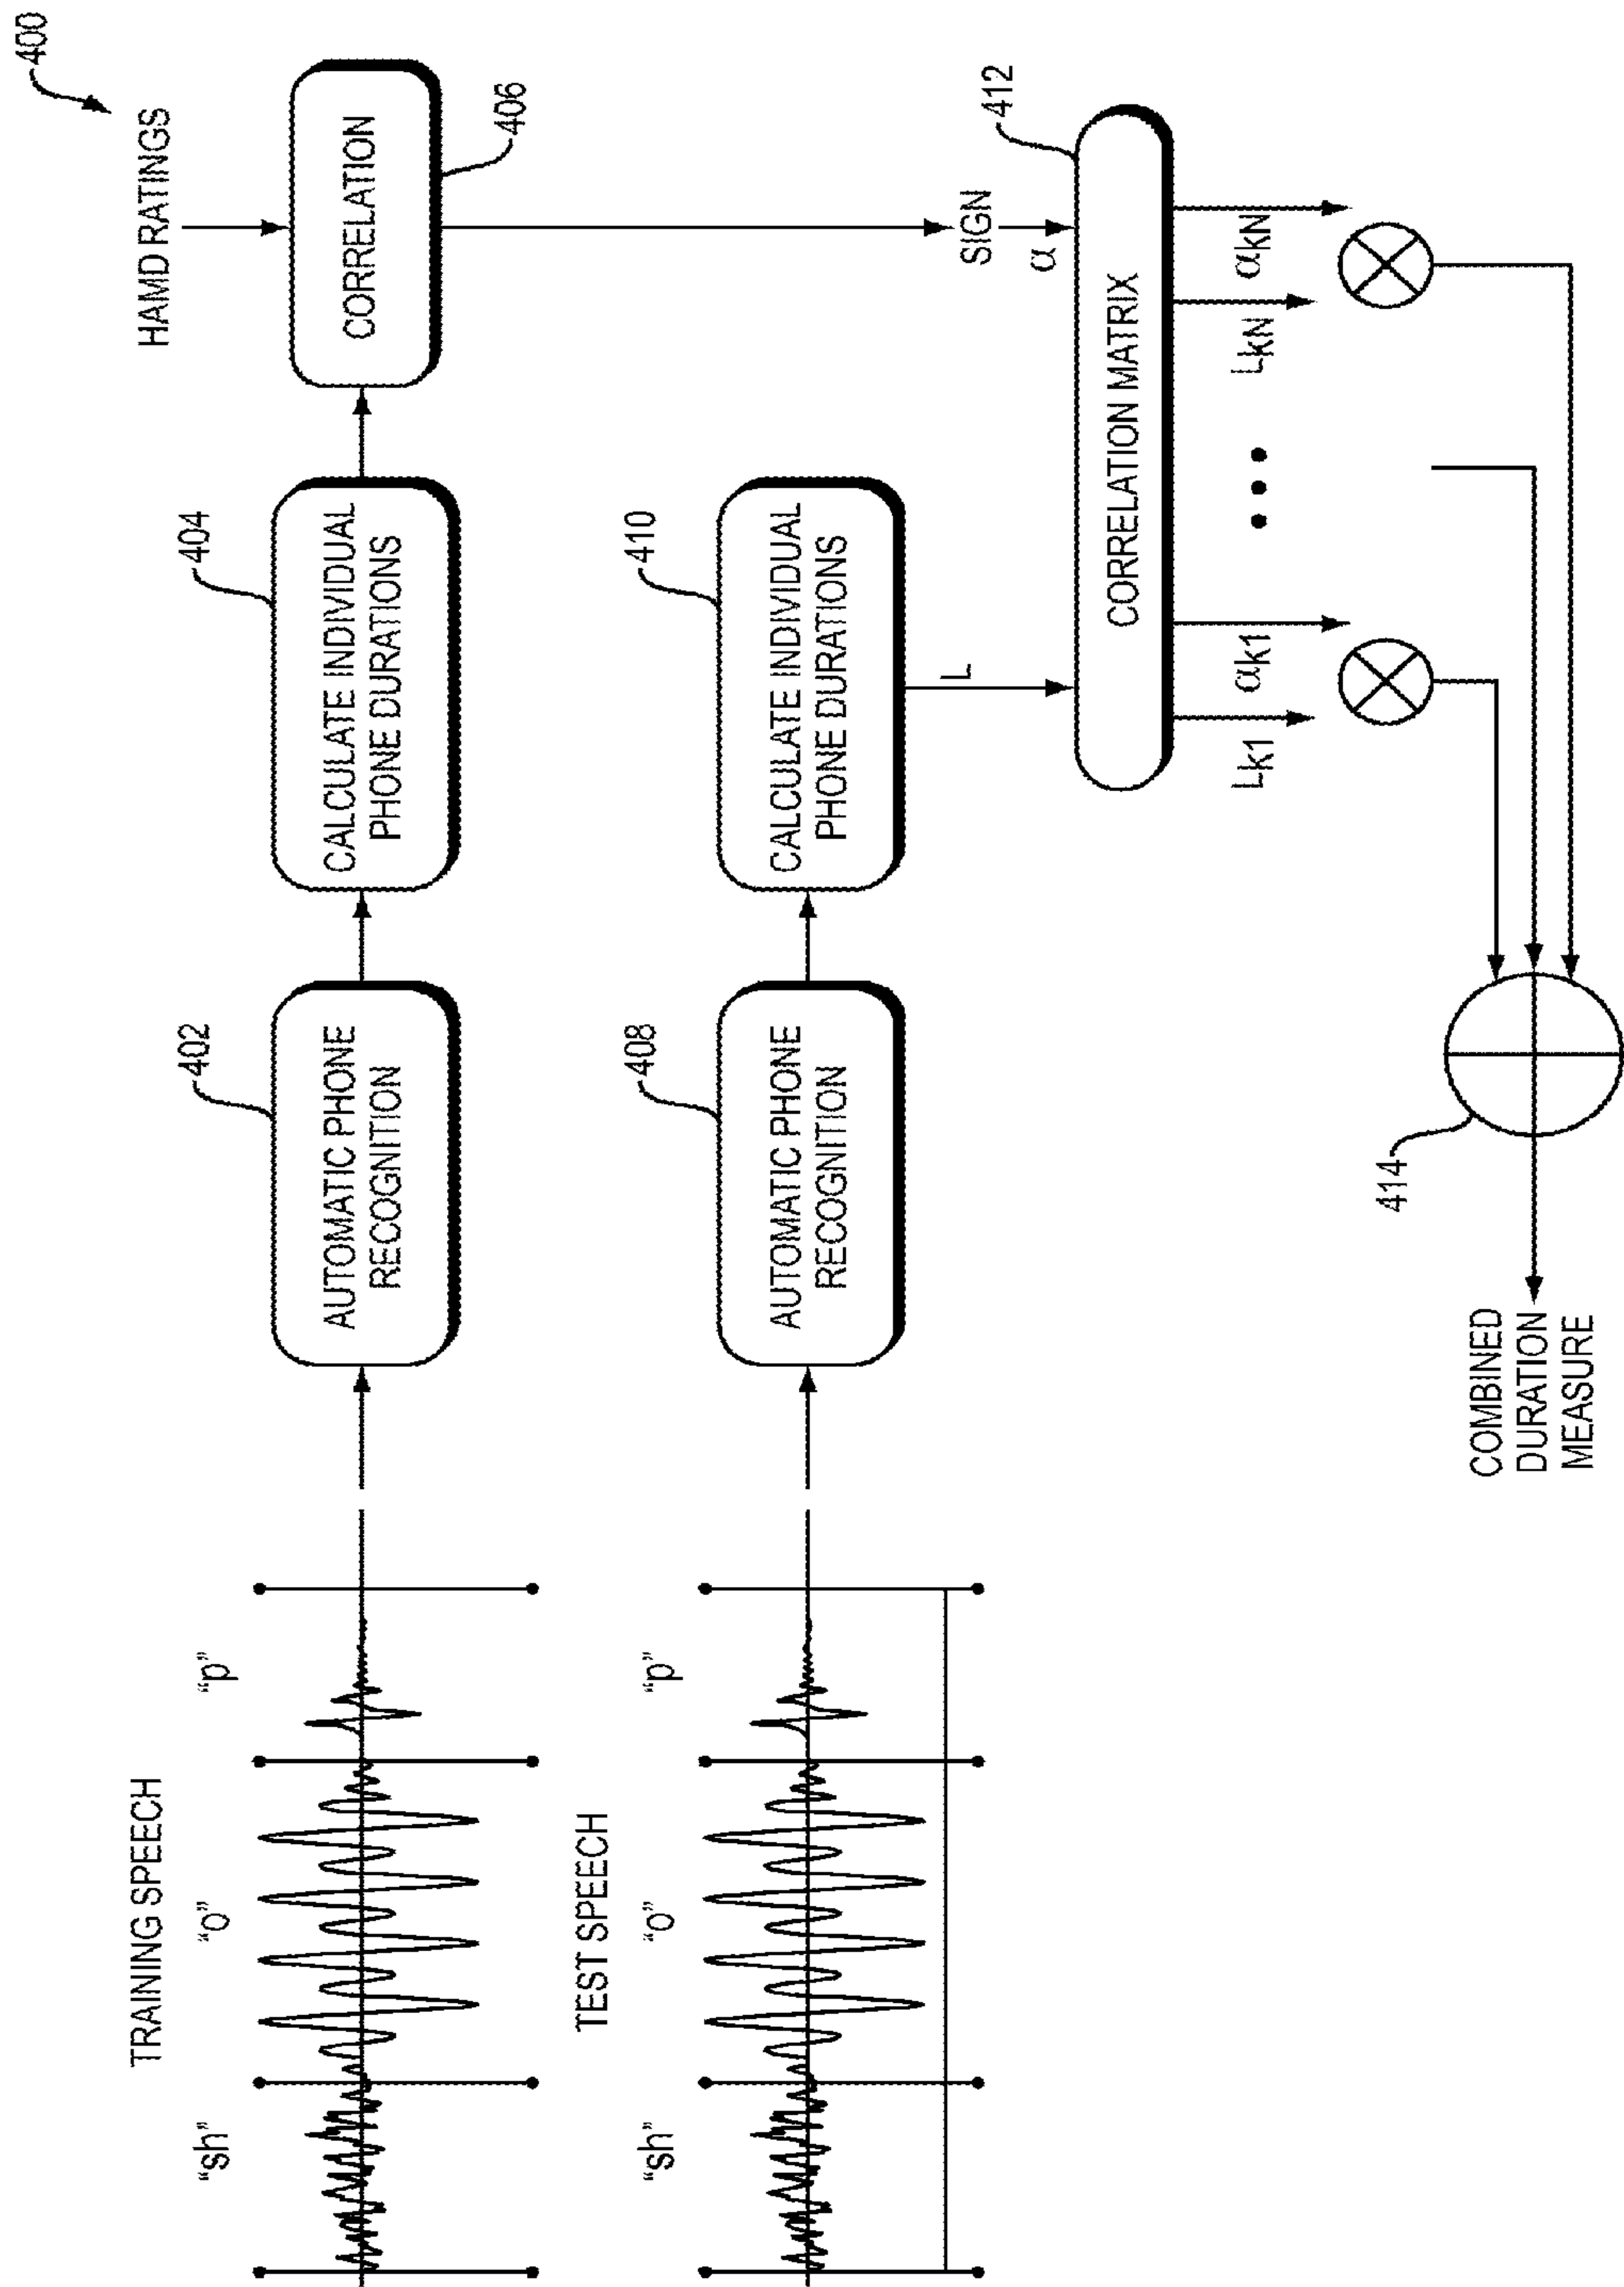 400
HAMD RATINGS
TRAINING SPEECH
"sh"
"o"
"p"
402
AUTOMATIC PHONE
RECOGNITION
404
CALCULATE INDIVIDUAL
PHONE DURATIONS
CORRELATION
406
TEST SPEECH
"sh"
"o"
"p"
408
AUTOMATIC PHONE
RECOGNITION
410
CALCULATE INDIVIDUAL
PHONE DURATIONS
L
SIGN
α
412
CORRELATION MATRIX
Lk1
αk1
LkN
αkN
414
COMBINED
DURATION
MEASURE